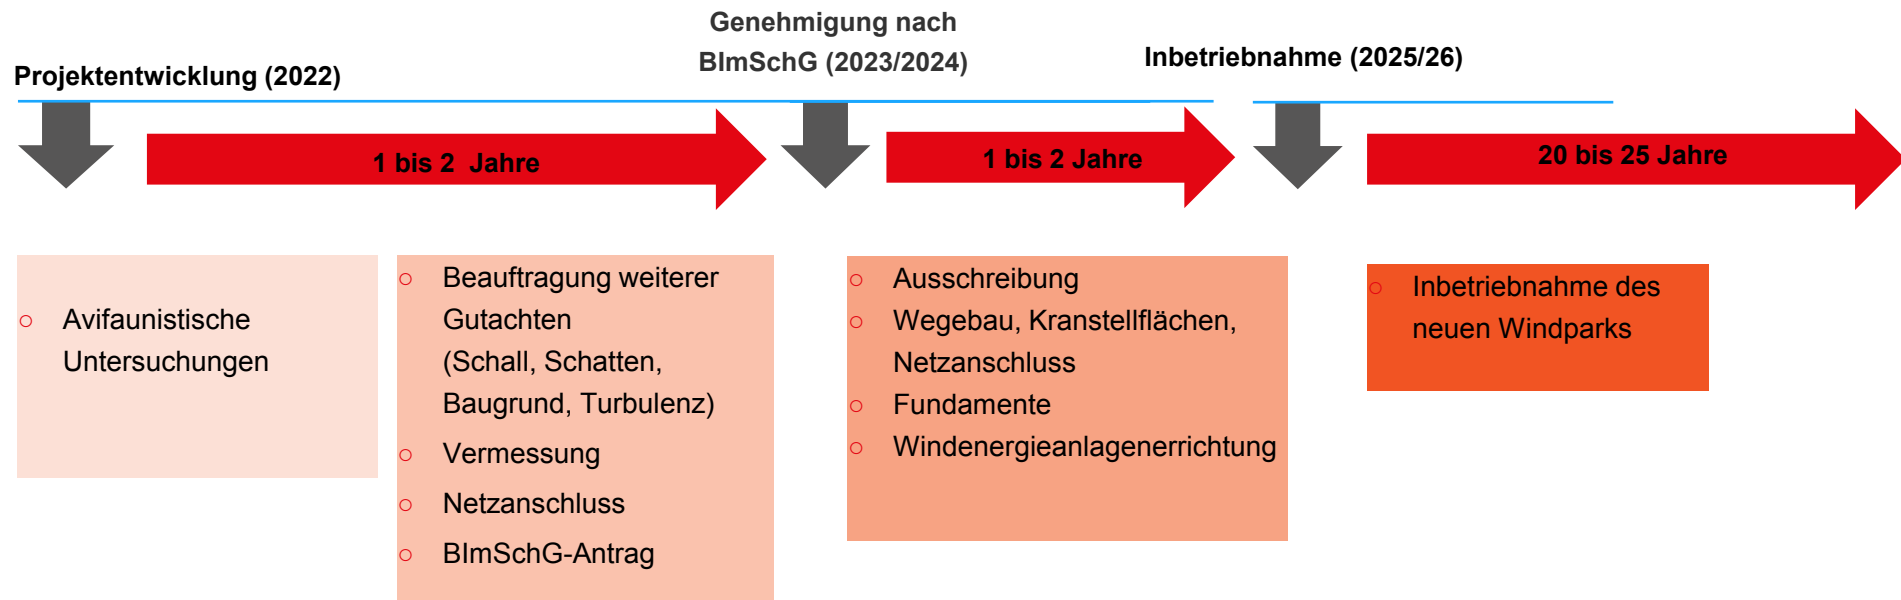 Projektentwicklung (2022)
Genehmigung nach
BImSchG (2023/2024)
Inbetriebnahme (2025/26)
1 bis 2 Jahre
1 bis 2 Jahre
20 bis 25 Jahre
Avifaunistische
Untersuchungen
Beauftragung weiterer
Gutachten
(Schall, Schatten,
Baugrund, Turbulenz)
Vermessung
Netzanschluss
BImSchG-Antrag
Ausschreibung
Wegebau, Kranstellflächen,
Netzanschluss
Fundamente
Windenergieanlagenerrichtung
Inbetriebnahme des
neuen Windparks